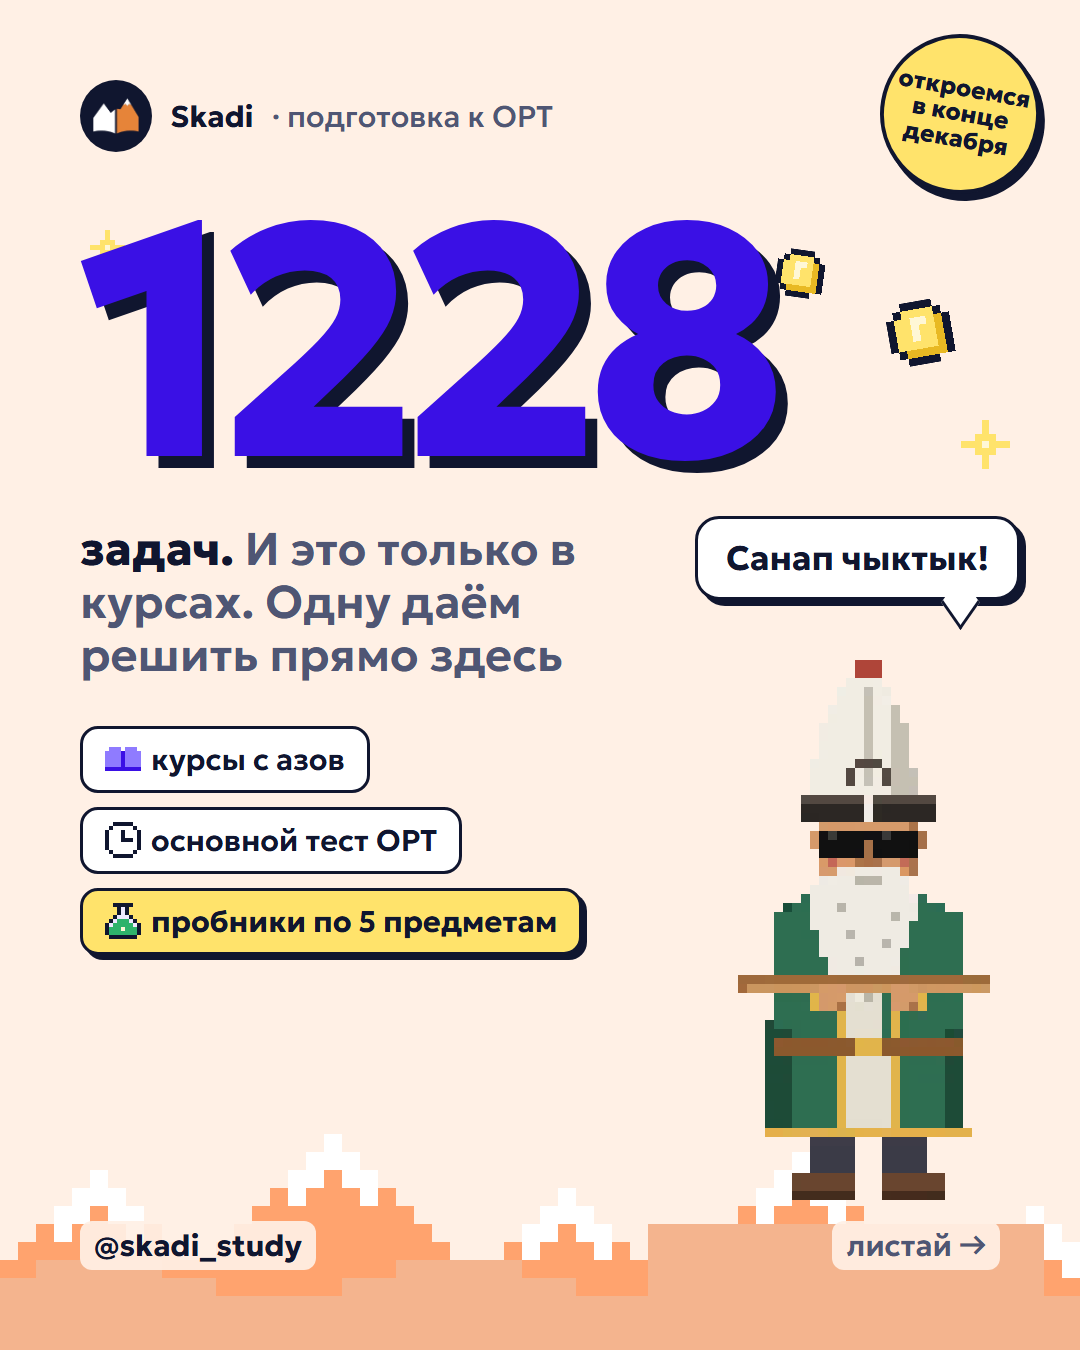 Skadi · подготовка к ОРТ
откроемся
в конце
декабря
1228
задач. И это только в
курсах. Одну даём
решить прямо здесь
Санап чыктык!
курсы с азов
основной тест ОРТ
пробники по 5 предметам
@skadi_study
листай →